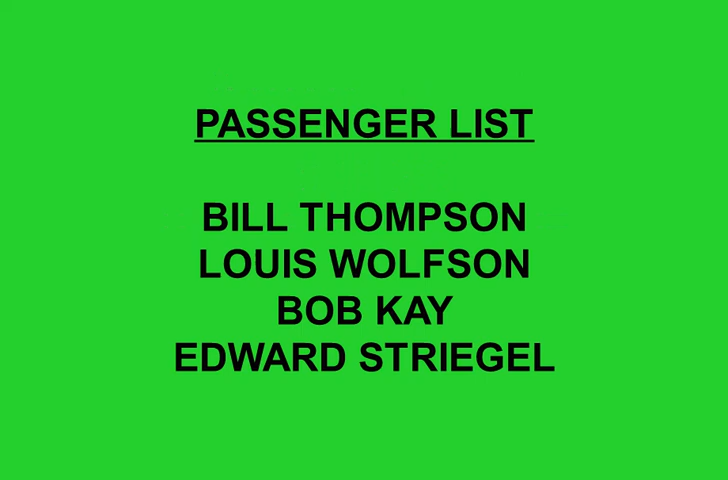 PASSENGER LIST
BILL THOMPSON
LOUIS WOLFSON
BOB KAY
EDWARD STRIEGEL